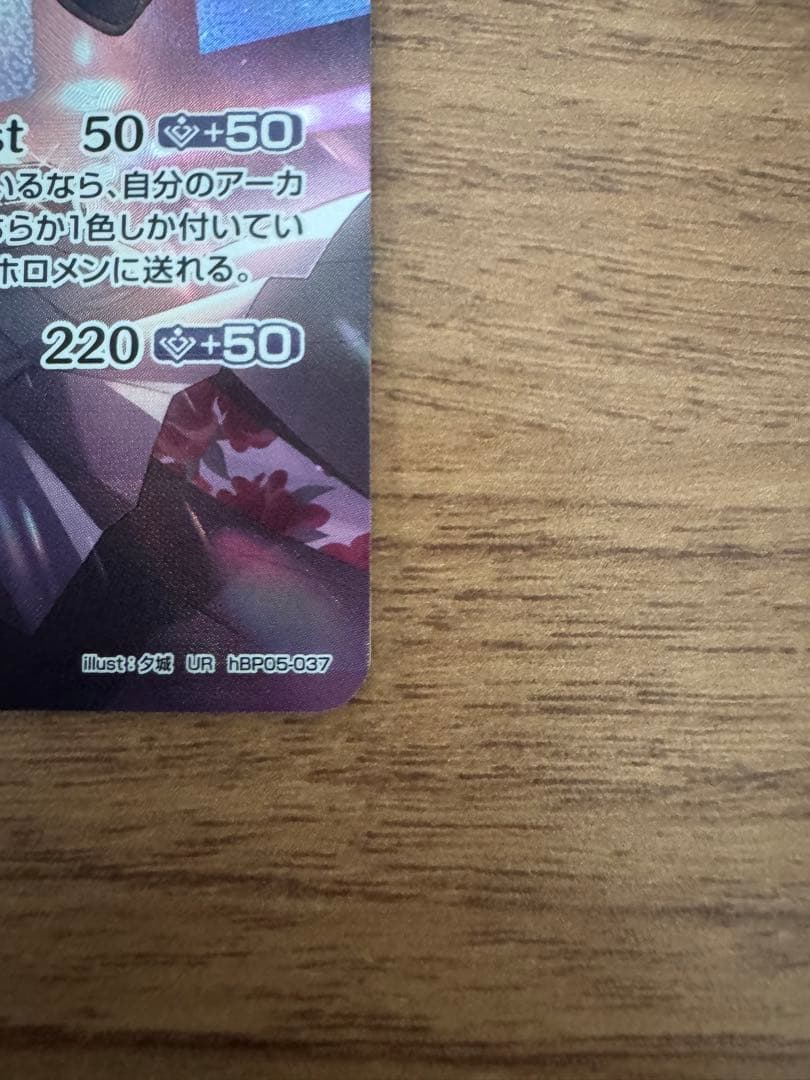 st 50 +50
いるなら、自分のアーカ
ちらか1色しか付いてい
ホロメンに送れる。
220 +50
illust：夕城 UR hBP05-037